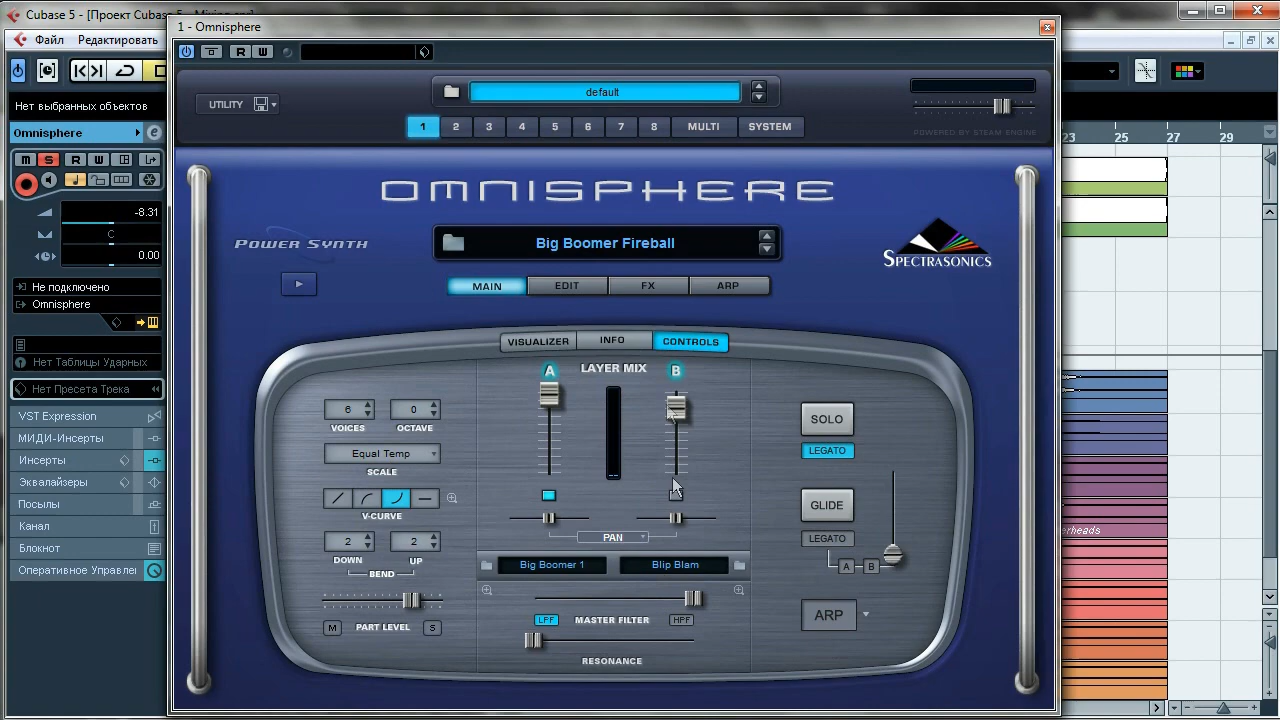 Cubase 5 - [Проект Cubase 5 - Mixing.cpr]
1 - Omnisphere
Файл Редактировать
R W
Нет выбранных объектов
UTILITY
default
1 2 3 4 5 6 7 8 MULTI SYSTEM
POWERED BY STEAM ENGINE
Omnisphere e
M S R W
-8.31
C
0.00
Не подключено
Omnisphere
Нет Таблицы Ударных
Нет Пресета Трека
VST Expression
МИДИ-Инсерты
Инсерты
Эквалайзеры
Посылы
Канал
Блокнот
Оперативное Управлен
OMNISPHERE
POWER SYNTH
Big Boomer Fireball
SPECTRASONICS
MAIN EDIT FX ARP
VISUALIZER INFO CONTROLS
A LAYER MIX B
6 0
VOICES OCTAVE
Equal Temp
SCALE
V-CURVE
2 2
DOWN UP
BEND
M PART LEVEL S
PAN
Big Boomer 1 Blip Blam
LPF MASTER FILTER HPF
RESONANCE
SOLO
LEGATO
GLIDE
LEGATO
A B
ARP
23 25 27 29
erheads